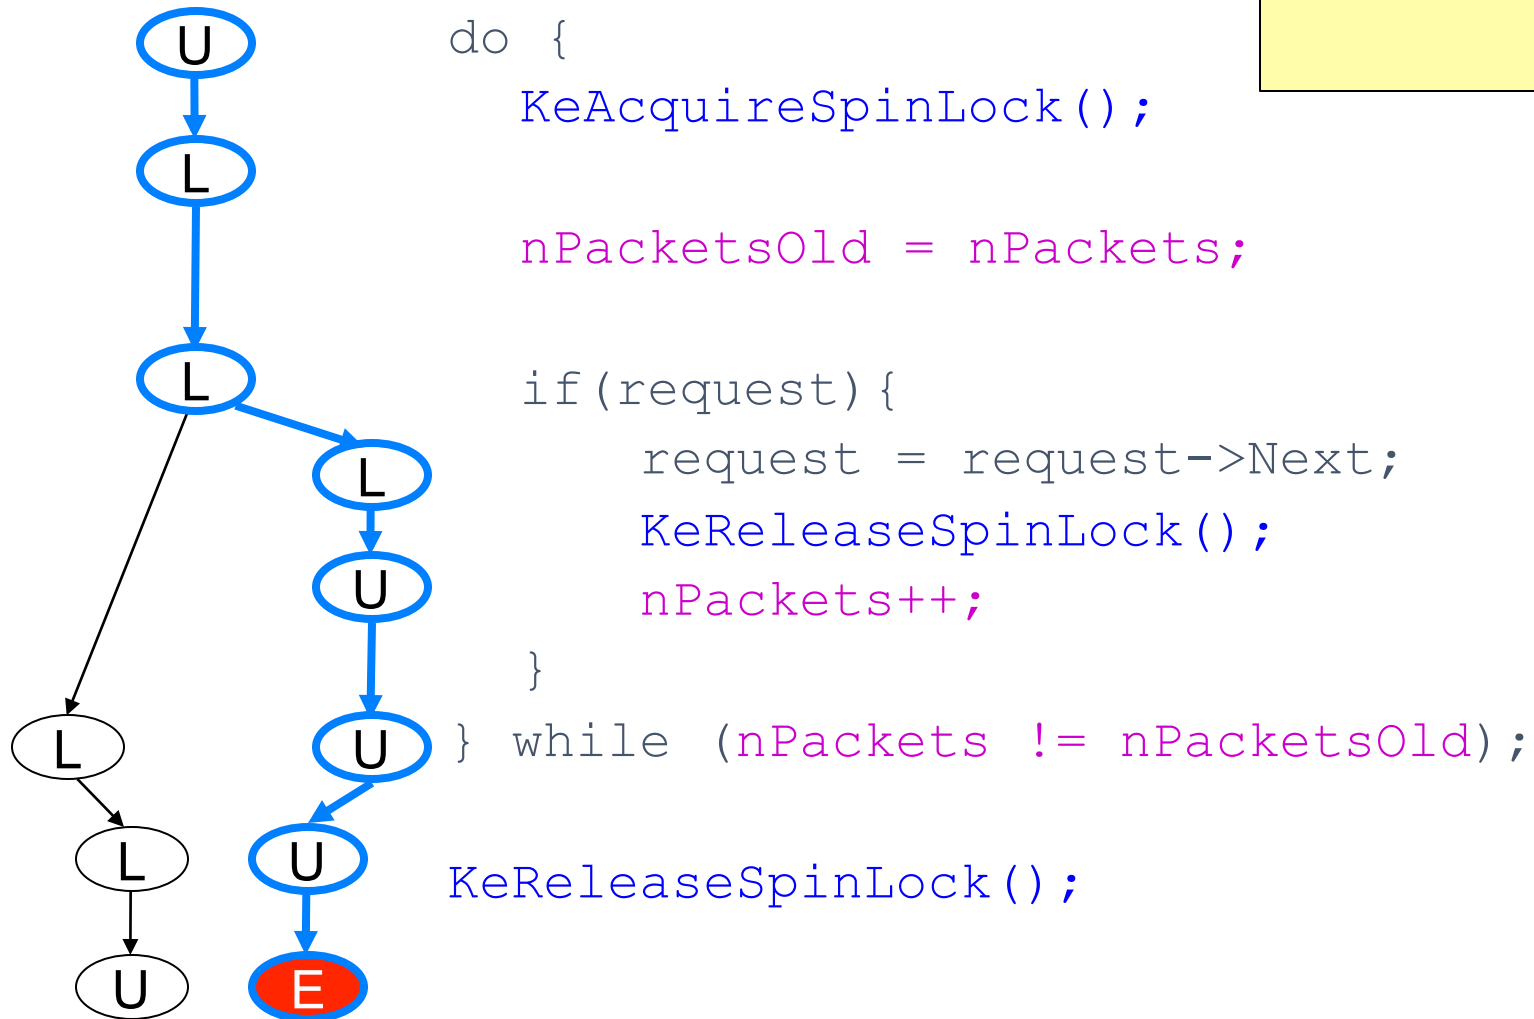 U
do {
KeAcquireSpinLock();
L
nPacketsOld = nPackets;
L
if(request){
L
request = request->Next;
KeReleaseSpinLock();
U
nPackets++;
}
L
U
} while (nPackets != nPacketsOld);
L
U
KeReleaseSpinLock();
U
E